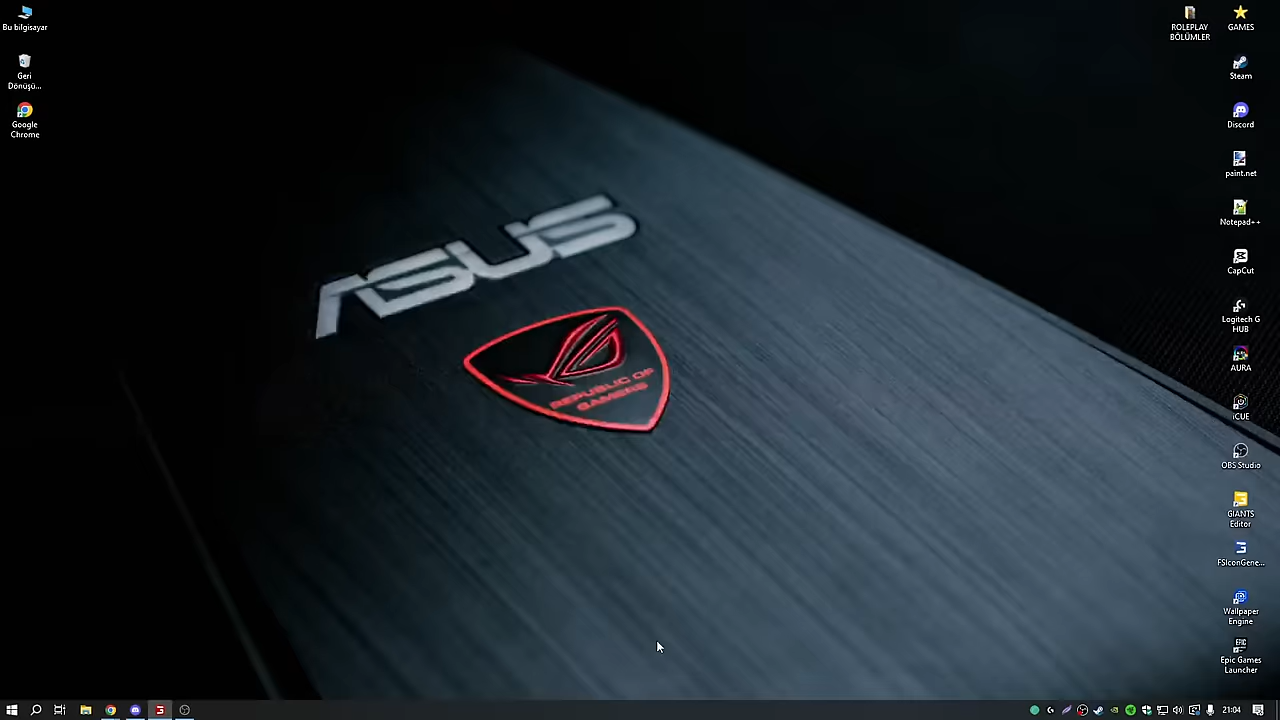 Bu bilgisayar
Geri
Dönüşü...
Google
Chrome
ASUS
REPUBLIC OF
GAMERS
ROLEPLAY
BÖLÜMLER
GAMES
Steam
Discord
paint.net
Notepad++
CapCut
Logitech G
HUB
AURA
iCUE
OBS Studio
GIANTS
Editor
FSIconGene...
Wallpaper
Engine
EPIC
Epic Games
Launcher
21:04